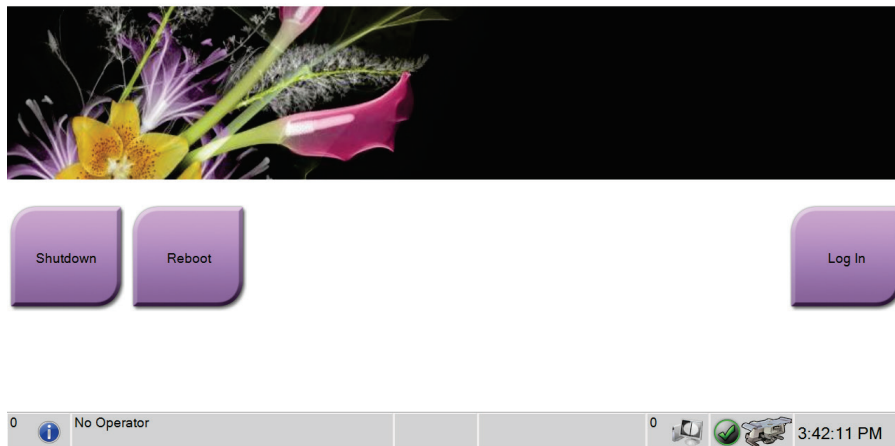 Shutdown
Reboot
Log In
0
No Operator
0
3:42:11 PM